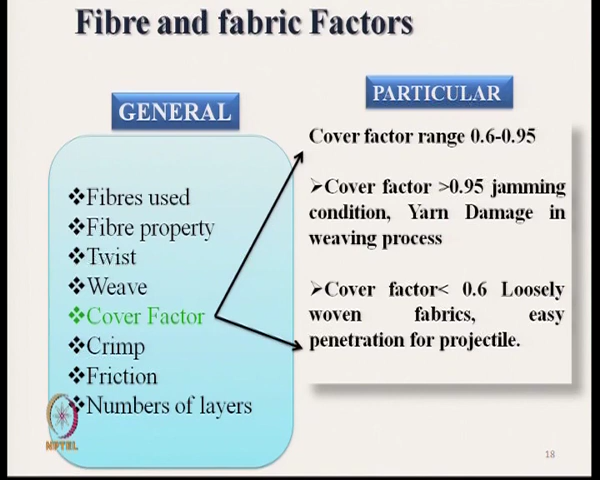 Fibre and fabric Factors
GENERAL
❖Fibres used
❖Fibre property
❖Twist
❖Weave
❖Cover Factor
❖Crimp
❖Friction
❖Numbers of layers
PARTICULAR
Cover factor range 0.6-0.95
➢Cover factor >0.95 jamming
condition, Yarn Damage in
weaving process
➢Cover factor< 0.6 Loosely
woven fabrics, easy
penetration for projectile.
NPTEL
18